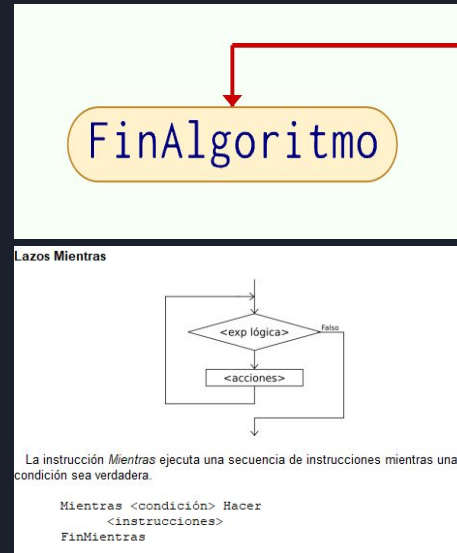 FinAlgoritmo
Lazos Mientras
<exp lógica>
Falso
<acciones>
La instrucción Mientras ejecuta una secuencia de instrucciones mientras una
condición sea verdadera.
Mientras <condición> Hacer
<instrucciones>
FinMientras